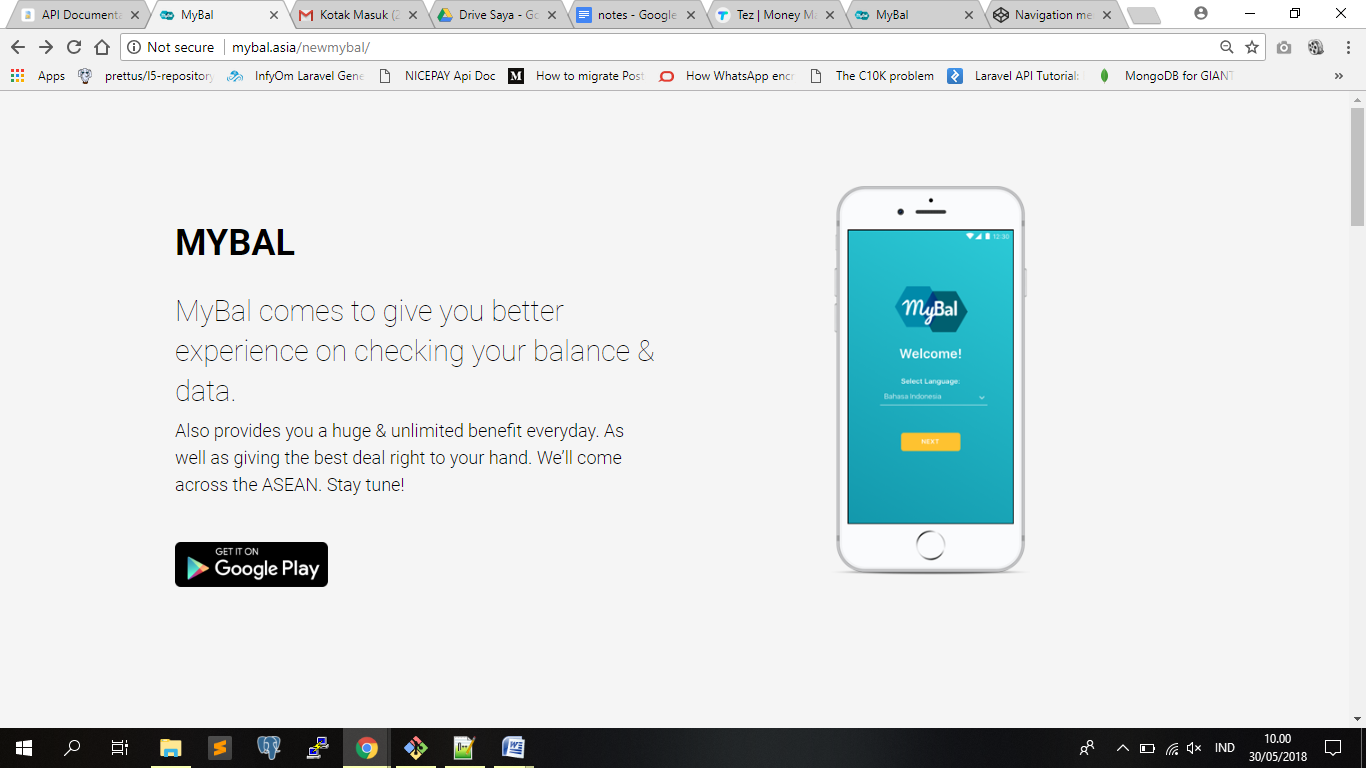 API Documenta
MyBal
Kotak Masuk (2
Drive Saya - Go
notes - Google
Tez | Money Ma
MyBal
Navigation me
Not secure
mybal.asia/newmybal/
Apps
prettus/l5-repository
InfyOm Laravel Gene
NICEPAY Api Doc
How to migrate Post
How WhatsApp encr
The C10K problem
Laravel API Tutorial:
MongoDB for GIANT
»
MYBAL
MyBal comes to give you better
experience on checking your balance &
data.
Also provides you a huge & unlimited benefit everyday. As
well as giving the best deal right to your hand. We’ll come
across the ASEAN. Stay tune!
GET IT ON
Google Play
12:30
MyBal
Welcome!
Select Language:
Bahasa Indonesia
NEXT
IND
10.00
30/05/2018